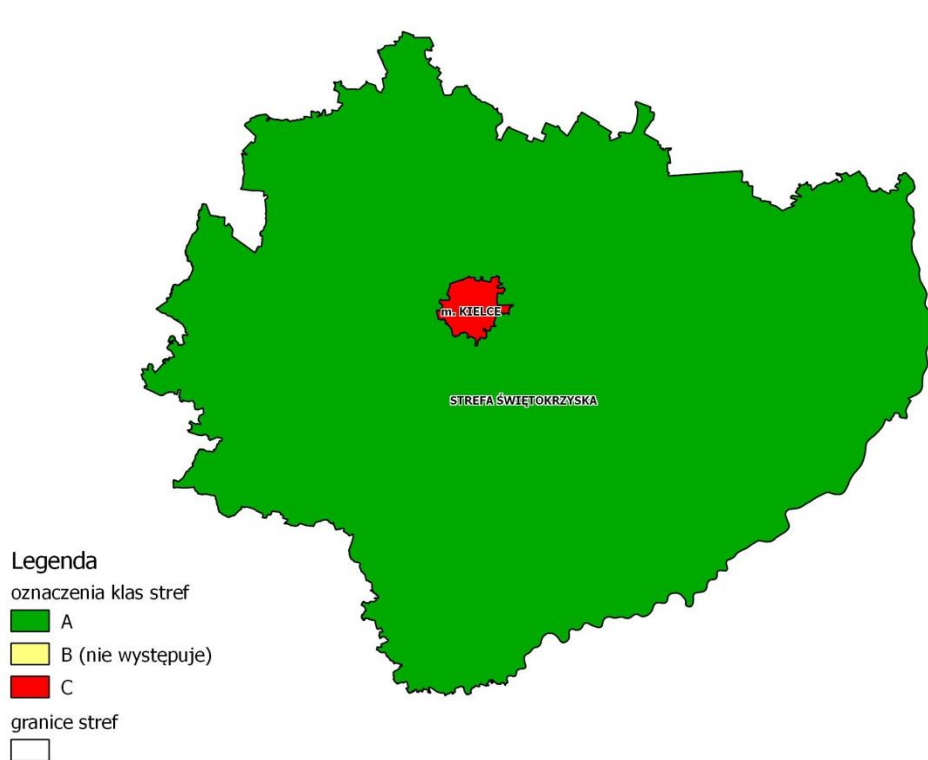 m. KIELCE
STREFA ŚWIĘTOKRZYSKA
Legenda
oznaczenia klas stref
A
B (nie występuje)
C
granice stref